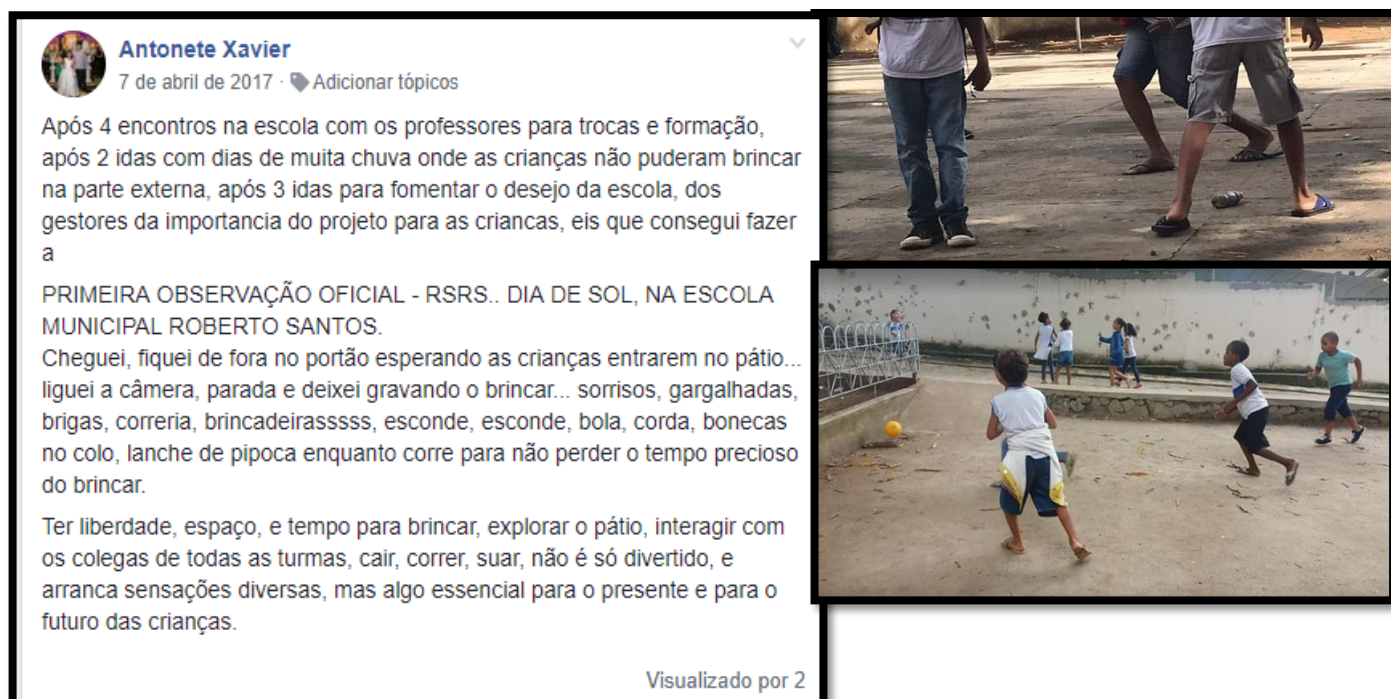 Antonete Xavier
7 de abril de 2017 · Adicionar tópicos
Após 4 encontros na escola com os professores para trocas e formação,
após 2 idas com dias de muita chuva onde as crianças não puderam brincar
na parte externa, após 3 idas para fomentar o desejo da escola, dos
gestores da importancia do projeto para as criancas, eis que consegui fazer
a
PRIMEIRA OBSERVAÇÃO OFICIAL - RSRS.. DIA DE SOL, NA ESCOLA
MUNICIPAL ROBERTO SANTOS.
Cheguei, fiquei de fora no portão esperando as crianças entrarem no pátio...
liguei a câmera, parada e deixei gravando o brincar... sorrisos, gargalhadas,
brigas, correria, brincadeirasssss, esconde, esconde, bola, corda, bonecas
no colo, lanche de pipoca enquanto corre para não perder o tempo precioso
do brincar.
Ter liberdade, espaço, e tempo para brincar, explorar o pátio, interagir com
os colegas de todas as turmas, cair, correr, suar, não é só divertido, e
arranca sensações diversas, mas algo essencial para o presente e para o
futuro das crianças.
Visualizado por 2